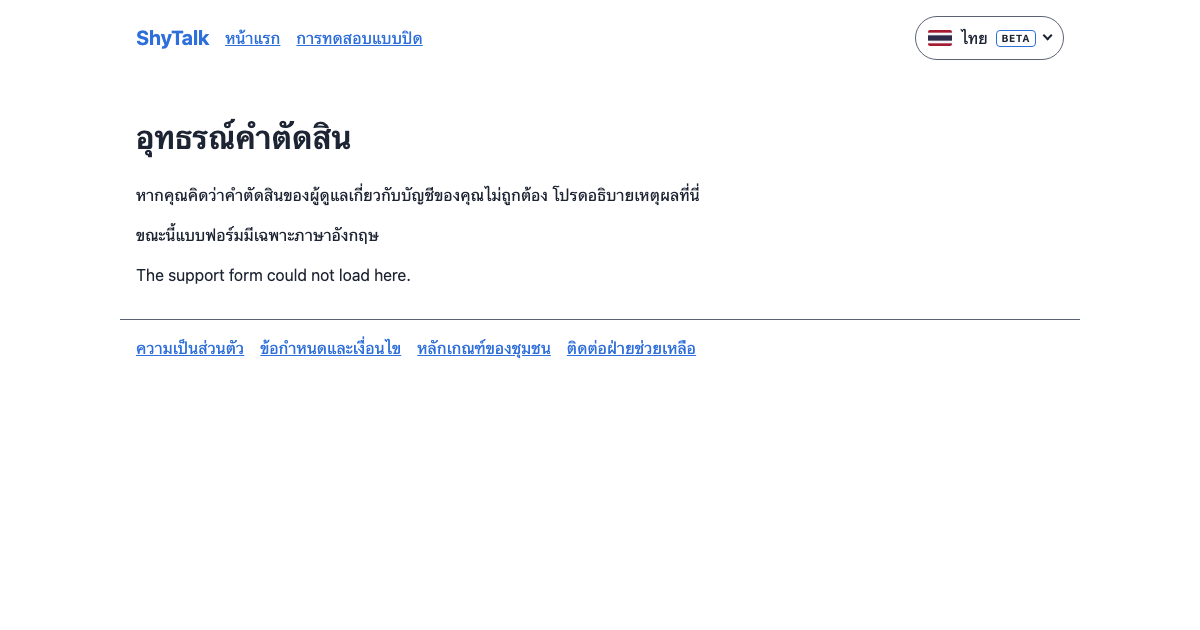 ShyTalk หน้าแรก การทดสอบแบบปิด ไทย BETA
อุทธรณ์คำตัดสิน
หากคุณคิดว่าคำตัดสินของผู้ดูแลเกี่ยวกับบัญชีของคุณไม่ถูกต้อง โปรดอธิบายเหตุผลที่นี่
ขณะนี้แบบฟอร์มมีเฉพาะภาษาอังกฤษ
The support form could not load here.
ความเป็นส่วนตัว ข้อกำหนดและเงื่อนไข หลักเกณฑ์ของชุมชน ติดต่อฝ่ายช่วยเหลือ